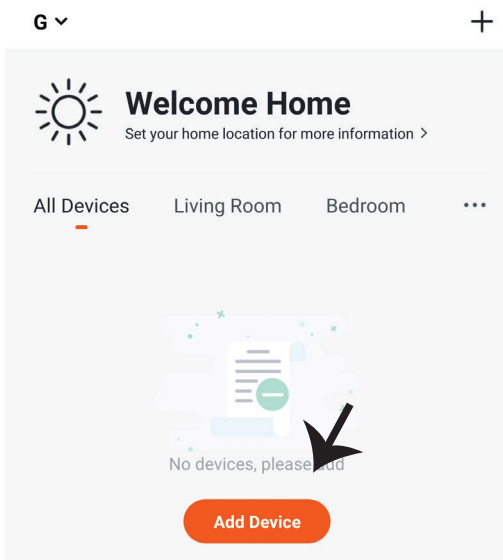 G
Welcome Home
Set your home location for more information >
All Devices Living Room Bedroom ...
No devices, please add
Add Device